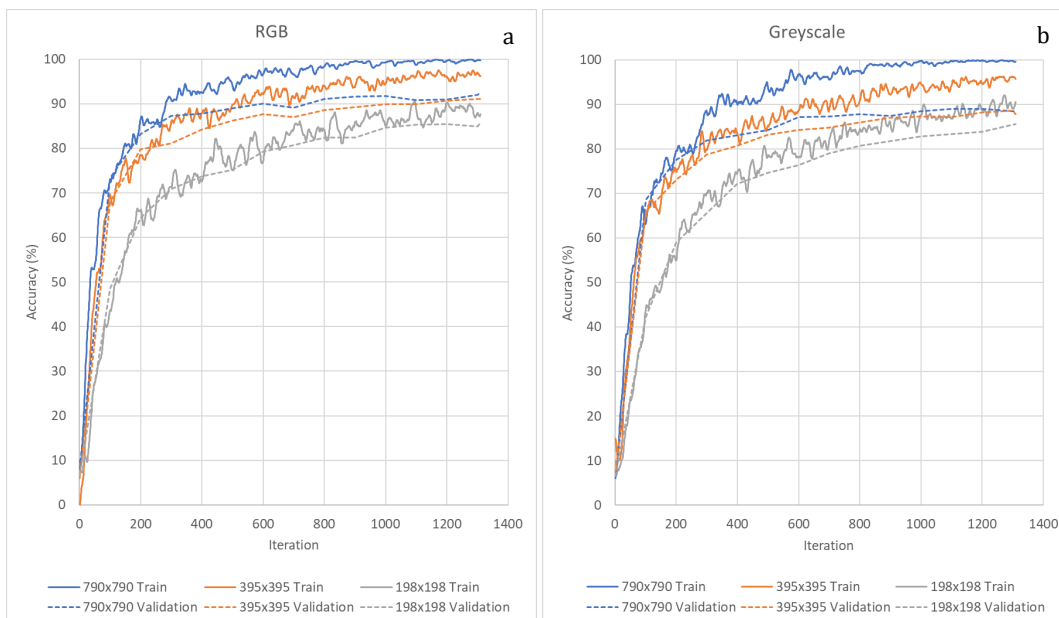 RGB
a
Accuracy (%)
100
90
80
70
60
50
40
30
20
10
0
0 200 400 600 800 1000 1200 1400
Iteration
790x790 Train 395x395 Train 198x198 Train
790x790 Validation 395x395 Validation 198x198 Validation
Greyscale
b
Accuracy (%)
100
90
80
70
60
50
40
30
20
10
0
0 200 400 600 800 1000 1200 1400
Iteration
790x790 Train 395x395 Train 198x198 Train
790x790 Validation 395x395 Validation 198x198 Validation